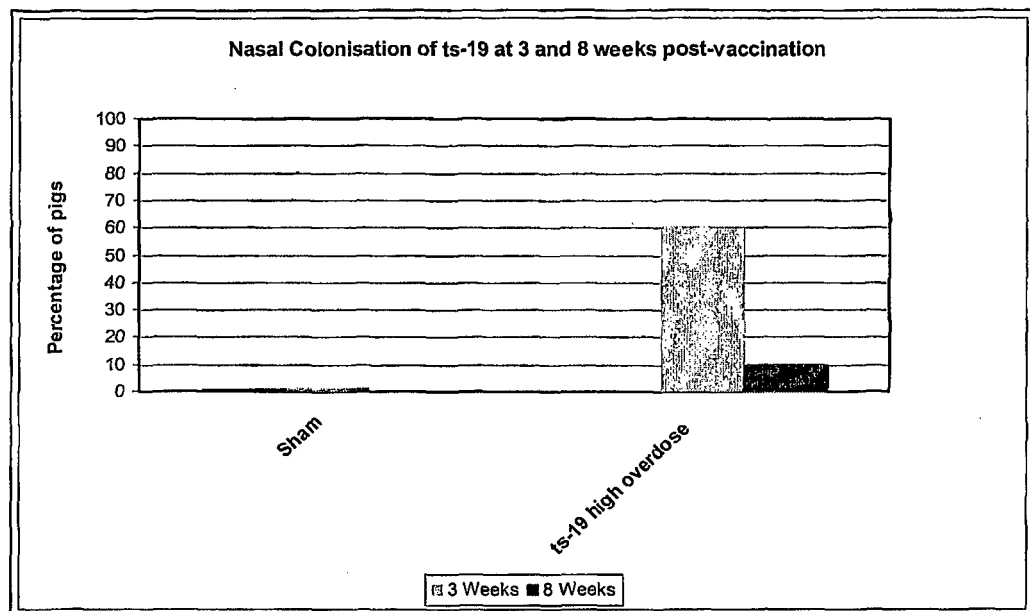 Nasal Colonisation of ts-19 at 3 and 8 weeks post-vaccination
Percentage of pigs
100
90
80
70
60
50
40
30
20
10
0
Sham
ts-19 high overdose
3 Weeks 8 Weeks